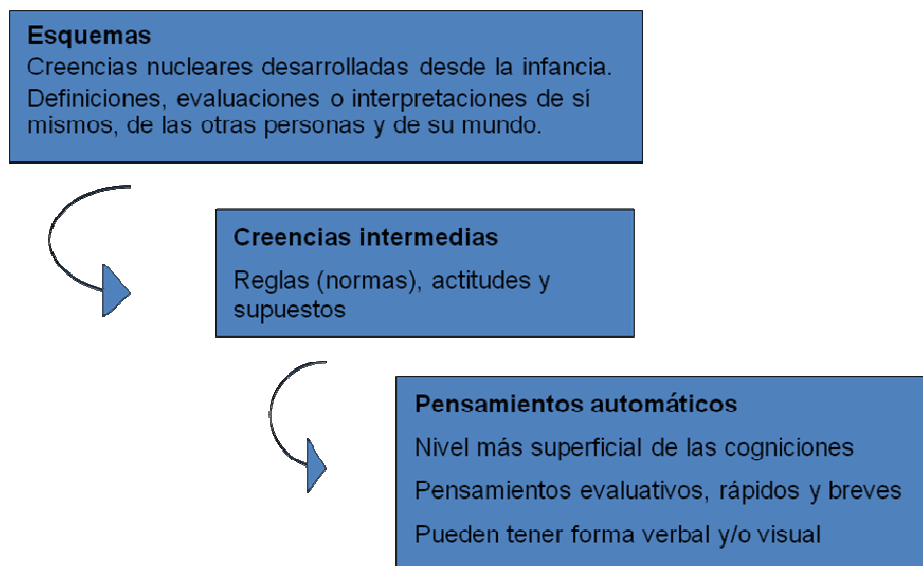 Esquemas
Creencias nucleares desarrolladas desde la infancia.
Definiciones, evaluaciones o interpretaciones de sí
mismos, de las otras personas y de su mundo.
Creencias intermedias
Reglas (normas), actitudes y
supuestos
Pensamientos automáticos
Nivel más superficial de las cogniciones
Pensamientos evaluativos, rápidos y breves
Pueden tener forma verbal y/o visual